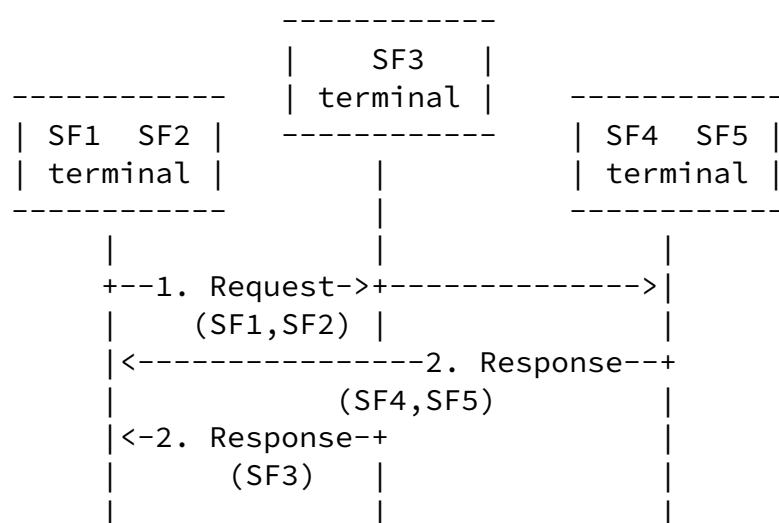 SF3
terminal
SF1 SF2
terminal
SF4 SF5
terminal
1. Request
(SF1,SF2)
2. Response
(SF4,SF5)
2. Response
(SF3)